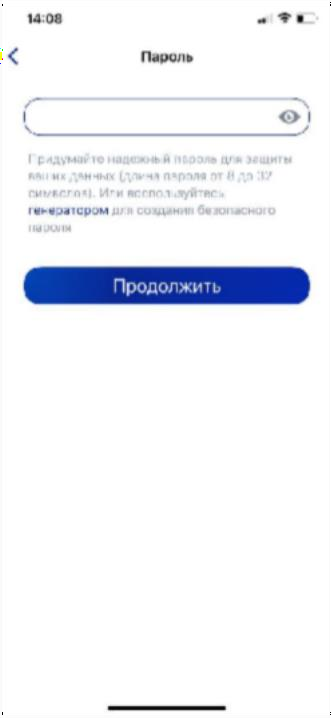 14:08
Пароль
Придумайте надежный пароль для защиты
ваших данных (длина пароля от 8 до 32
символов). Или воспользуйтесь
генератором для создания безопасного
пароля
Продолжить